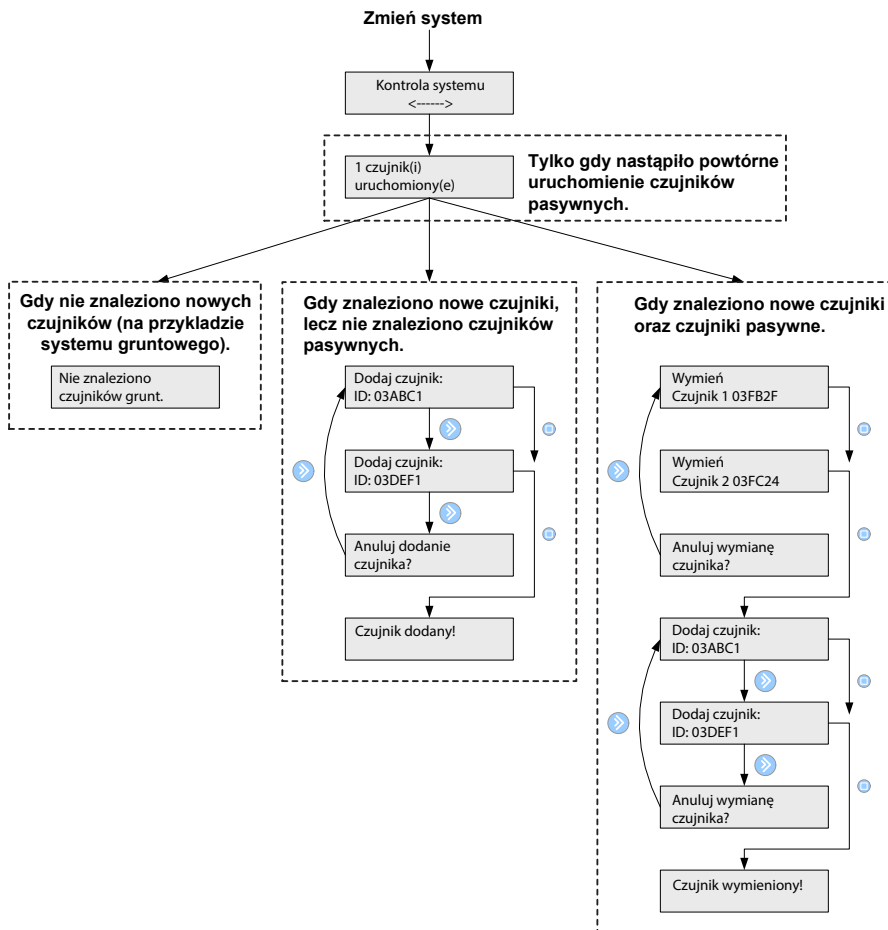 Zmień system
Kontrola systemu
<------>
1 czujnik(i)
uruchomiony(e)
Tylko gdy nastąpiło powtórne
uruchomienie czujników
pasywnych.
Gdy nie znaleziono nowych
czujników (na przykladzie
systemu gruntowego).
Nie znaleziono
czujników grunt.
Gdy znaleziono nowe czujniki,
lecz nie znaleziono czujników
pasywnych.
Dodaj czujnik:
ID: 03ABC1
Dodaj czujnik:
ID: 03DEF1
Anuluj dodanie
czujnika?
Czujnik dodany!
Gdy znaleziono nowe czujniki
oraz czujniki pasywne.
Wymień
Czujnik 1 03FB2F
Wymień
Czujnik 2 03FC24
Anuluj wymianę
czujnika?
Dodaj czujnik:
ID: 03ABC1
Dodaj czujnik:
ID: 03DEF1
Anuluj wymianę
czujnika?
Czujnik wymieniony!